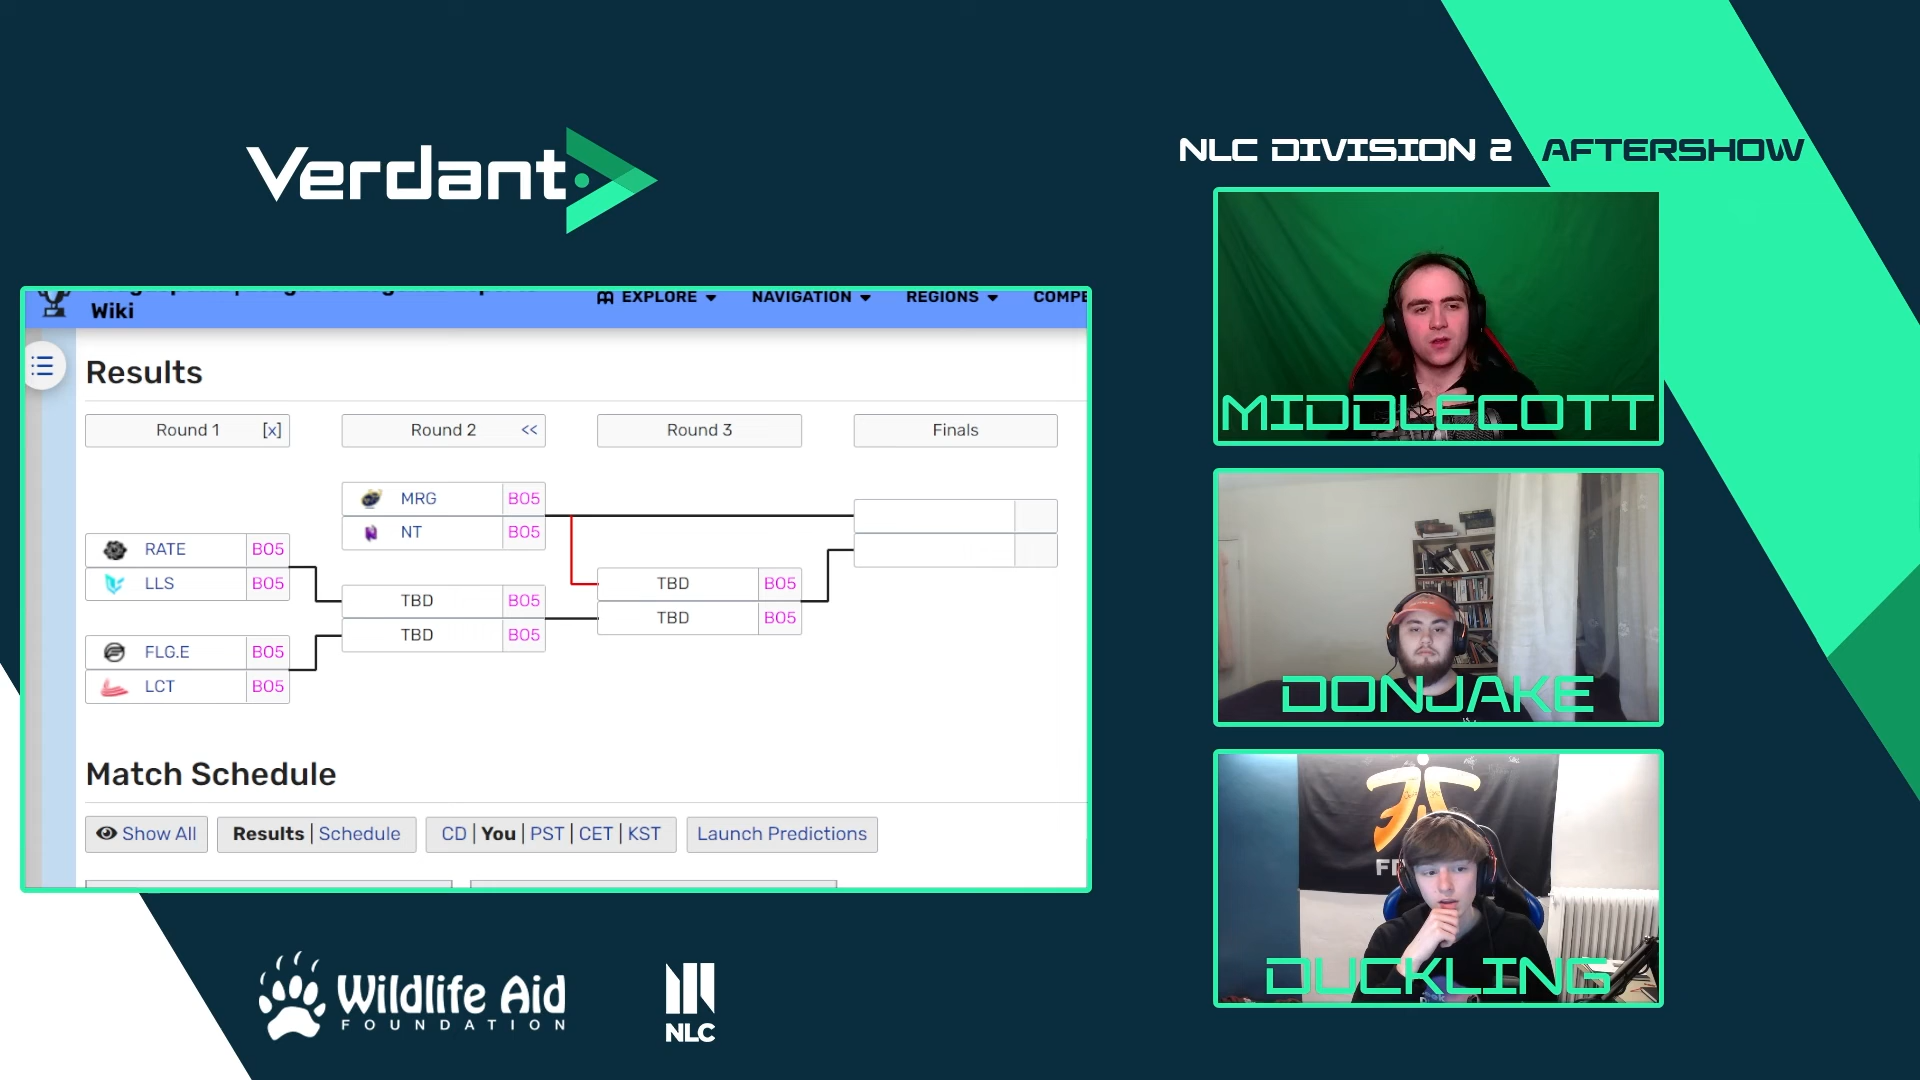 Verdant
NLC DIVISION 2 AFTERSHOW
Wiki
EXPLORE
NAVIGATION
REGIONS
COMPE
Results
Round 1 [x]
Round 2 <<
Round 3
Finals
MRG BO5
NT BO5
RATE BO5
LLS BO5
TBD BO5
TBD BO5
TBD BO5
TBD BO5
FLG.E BO5
LCT BO5
Match Schedule
Show All
Results | Schedule
CD | You | PST | CET | KST
Launch Predictions
MIDDLECOTT
DONJAKE
DUCKLING
Wildlife Aid
FOUNDATION
NLC